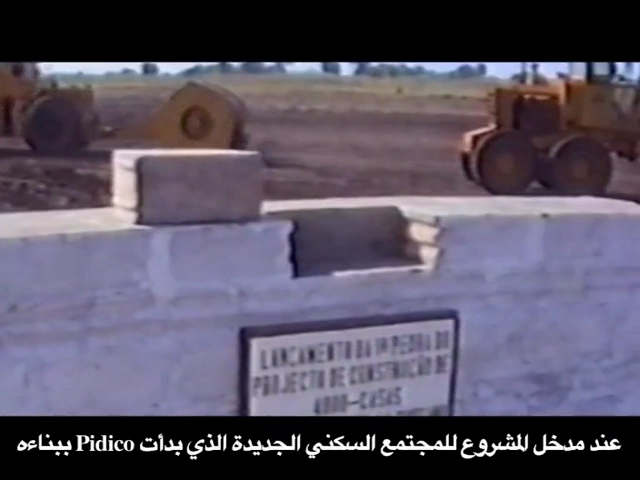 LANCAMENTO DA 1ª PEDRA DO
PROJECTO DE CONSTRUÇÃO DE
4000-CASAS
عند مدخل المشروع للمجتمع السكني الجديدة الذي بدأت Pidico ببناءه